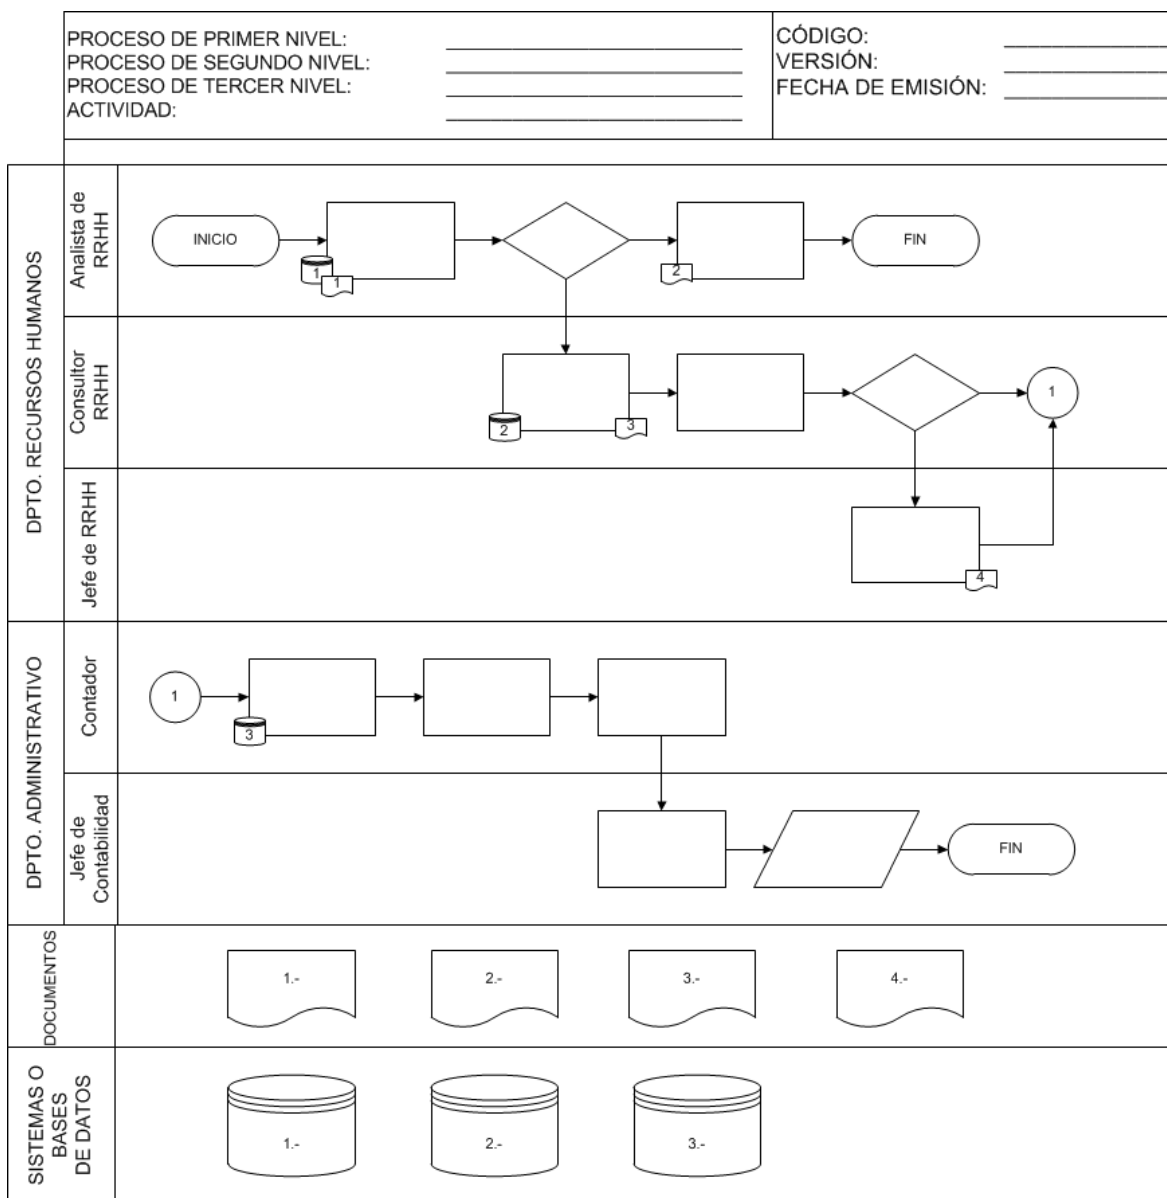 PROCESO DE PRIMER NIVEL:
PROCESO DE SEGUNDO NIVEL:
PROCESO DE TERCER NIVEL:
ACTIVIDAD:
CÓDIGO:
VERSIÓN:
FECHA DE EMISIÓN:
DPTO. RECURSOS HUMANOS
Analista de
RRHH
INICIO
1
1
2
FIN
Consultor
RRHH
2
3
1
Jefe de RRHH
4
DPTO. ADMINISTRATIVO
Contador
1
3
Jefe de
Contabilidad
FIN
DOCUMENTOS
1.-
2.-
3.-
4.-
SISTEMAS O
BASES
DE DATOS
1.-
2.-
3.-